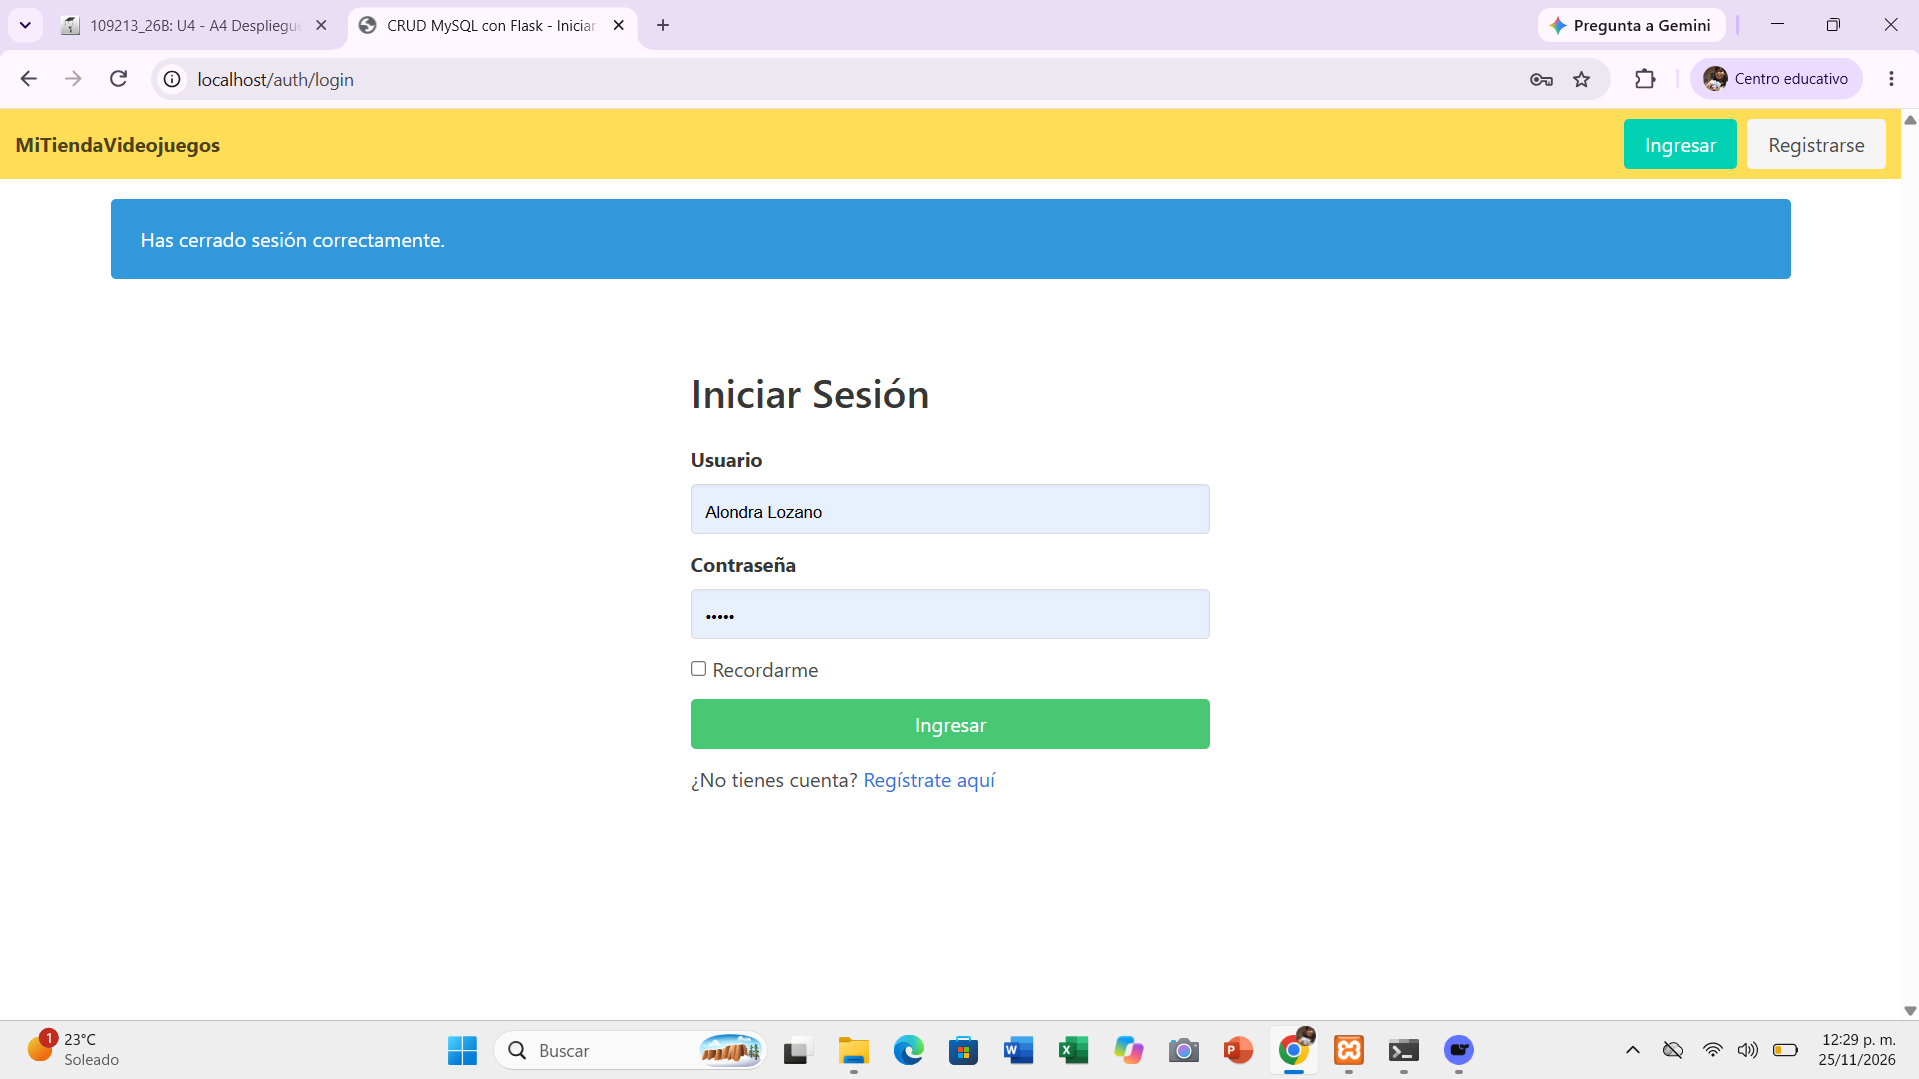 109213_26B: U4 - A4 Despliegue
CRUD MySQL con Flask - Iniciar
Pregunta a Gemini
localhost/auth/login
Centro educativo
MiTiendaVideojuegos
Ingresar
Registrarse
Has cerrado sesión correctamente.
Iniciar Sesión
Usuario
Alondra Lozano
Contraseña
•••••
Recordarme
Ingresar
¿No tienes cuenta? Regístrate aquí
1
23°C
Soleado
Buscar
12:29 p. m.
25/11/2026